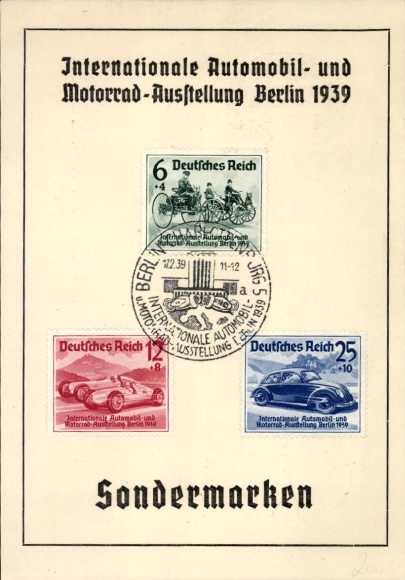 Internationale Automobil- und
Motorrad-Ausstellung Berlin 1939
6
+4
Deutsches Reich
Internationale Automobil- und
Motorrad-Ausstellung Berlin 1939
BERLIN-CHARLOTTENBURG 5
17.2.39 11-12
a
INTERNATIONALE AUTOMOBIL-
u. MOTORRAD-AUSSTELLUNG BERLIN 1939
Deutsches Reich 12
+8
Internationale Automobil- und
Motorrad-Ausstellung Berlin 1939
Deutsches Reich 25
+10
Internationale Automobil- und
Motorrad-Ausstellung Berlin 1939
Sondermarken